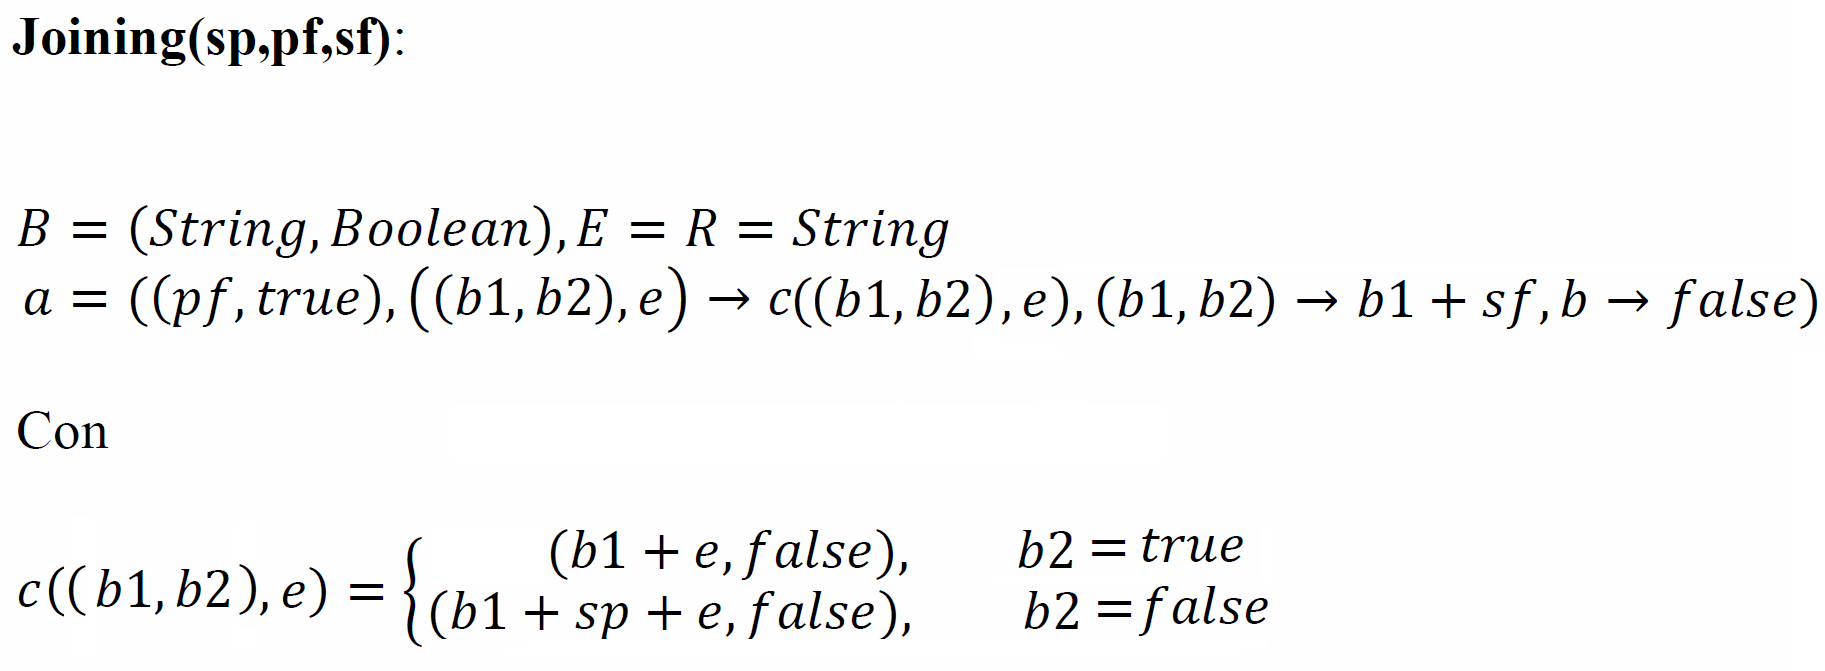 Joining(sp,pf,sf):
B = (String, Boolean), E = R = String
a = ((pf, true), ((b1, b2), e) → c((b1, b2), e), (b1, b2) → b1 + sf, b → false)
Con
c((b1, b2), e) = { (b1 + e, false), b2 = true
(b1 + sp + e, false), b2 = false